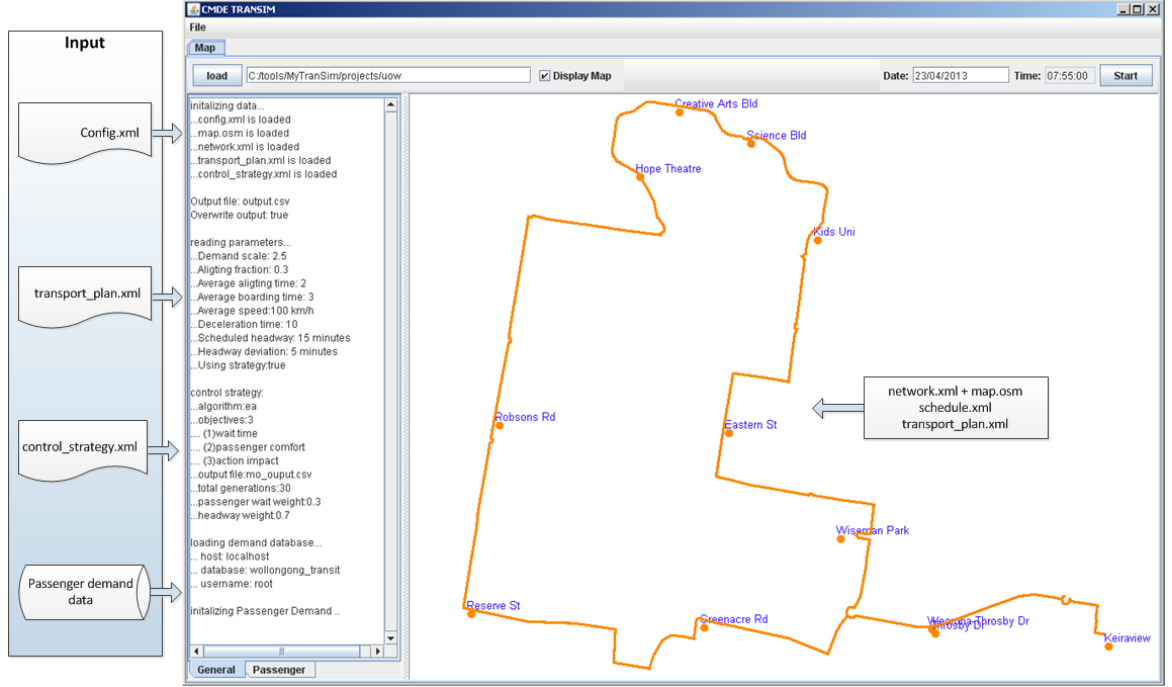 Input
Config.xml
transport_plan.xml
control_strategy.xml
Passenger demand
data
CMDE TRANSIM
File
Map
load
C:/tools/MyTranSim/projects/uow
Display Map
Date: 23/04/2013 Time: 07:55:00 Start
initalizing data...
...config.xml is loaded
...map.osm is loaded
...network.xml is loaded
...transport_plan.xml is loaded
...control_strategy.xml is loaded
Output file: output.csv
Overwrite output: true
reading parameters...
...Demand scale: 2.5
...Aligting fraction: 0.3
...Average aligting time: 2
...Average boarding time: 3
...Average speed:100 km/h
...Deceleration time: 10
...Scheduled headway: 15 minutes
...Headway deviation: 5 minutes
...Using strategy:true
control strategy:
...algorithm:ea
...objectives:3
.... (1)wait time
.... (2)passenger comfort
.... (3)action impact
...output file:mo_ouput.csv
...total generations:30
...passenger wait weight:0.3
...headway weight:0.7
loading demand database...
... host: localhost
... database: wollongong_transit
... username: root
initalizing Passenger Demand ..
General Passenger
Creative Arts Bld
Science Bld
Hope Theatre
Kids Uni
Robsons Rd
Eastern St
Wiseman Park
Reserve St
Greenacre Rd
Throsby Dr
Throsby Dr
Keiraview
network.xml + map.osm
schedule.xml
transport_plan.xml